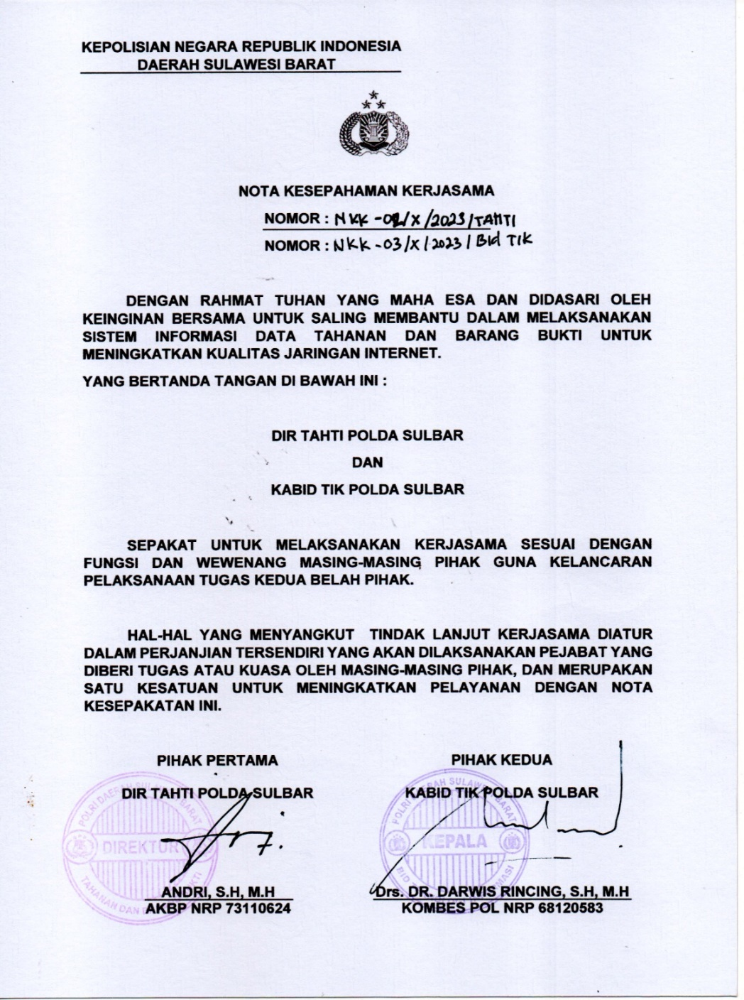 KEPOLISIAN NEGARA REPUBLIK INDONESIA
DAERAH SULAWESI BARAT
NOTA KESEPAHAMAN KERJASAMA
NOMOR : NKK - /X/2023/TAHTI
NOMOR : NKK - 03/X/2023/Bid TIK
DENGAN RAHMAT TUHAN YANG MAHA ESA DAN DIDASARI OLEH
KEINGINAN BERSAMA UNTUK SALING MEMBANTU DALAM MELAKSANAKAN
SISTEM INFORMASI DATA TAHANAN DAN BARANG BUKTI UNTUK
MENINGKATKAN KUALITAS JARINGAN INTERNET.
YANG BERTANDA TANGAN DI BAWAH INI :
DIR TAHTI POLDA SULBAR
DAN
KABID TIK POLDA SULBAR
SEPAKAT UNTUK MELAKSANAKAN KERJASAMA SESUAI DENGAN
FUNGSI DAN WEWENANG MASING-MASING PIHAK GUNA KELANCARAN
PELAKSANAAN TUGAS KEDUA BELAH PIHAK.
HAL-HAL YANG MENYANGKUT TINDAK LANJUT KERJASAMA DIATUR
DALAM PERJANJIAN TERSENDIRI YANG AKAN DILAKSANAKAN PEJABAT YANG
DIBERI TUGAS ATAU KUASA OLEH MASING-MASING PIHAK, DAN MERUPAKAN
SATU KESATUAN UNTUK MENINGKATKAN PELAYANAN DENGAN NOTA
KESEPAKATAN INI.
PIHAK PERTAMA
DIR TAHTI POLDA SULBAR
POLRI DAERAH SULAWESI BARAT
DIREKTUR
TAHANAN DAN BUKTI
ANDRI, S.H, M.H
AKBP NRP 73110624
PIHAK KEDUA
KABID TIK POLDA SULBAR
POLRI DAERAH SULAWESI BARAT
KEPALA
BID
Drs. DR. DARWIS RINCING, S.H, M.H
KOMBES POL NRP 68120583